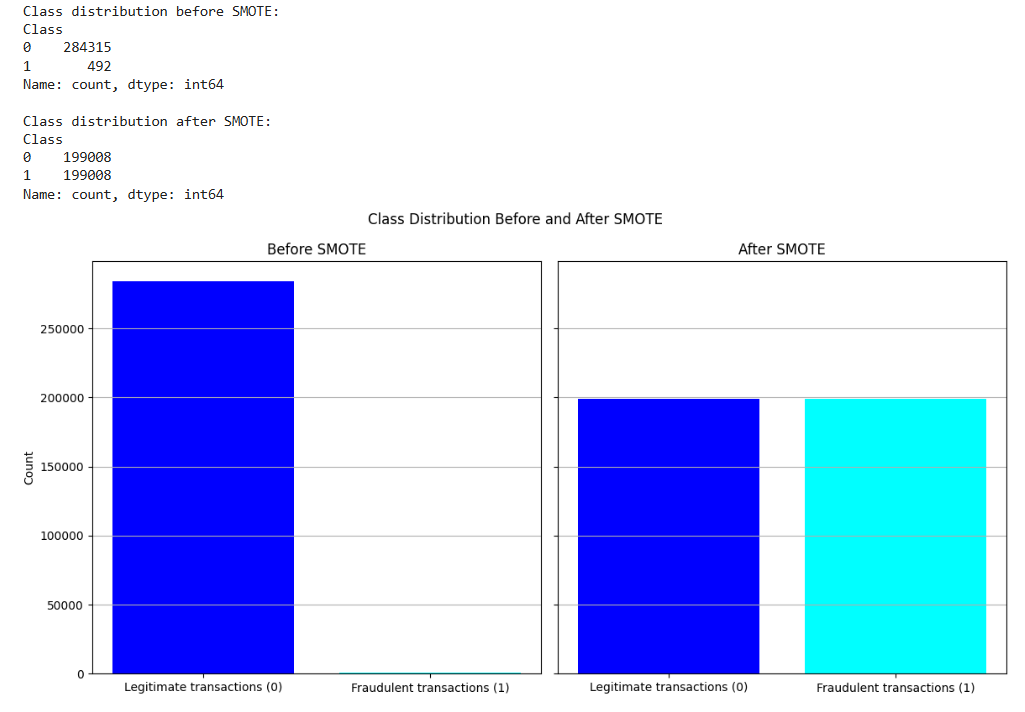 Class distribution before SMOTE:
Class
0    284315
1       492
Name: count, dtype: int64
Class distribution after SMOTE:
Class
0    199008
1    199008
Name: count, dtype: int64
Class Distribution Before and After SMOTE
Before SMOTE
After SMOTE
Count
250000
200000
150000
100000
50000
0
Legitimate transactions (0)
Fraudulent transactions (1)
Legitimate transactions (0)
Fraudulent transactions (1)